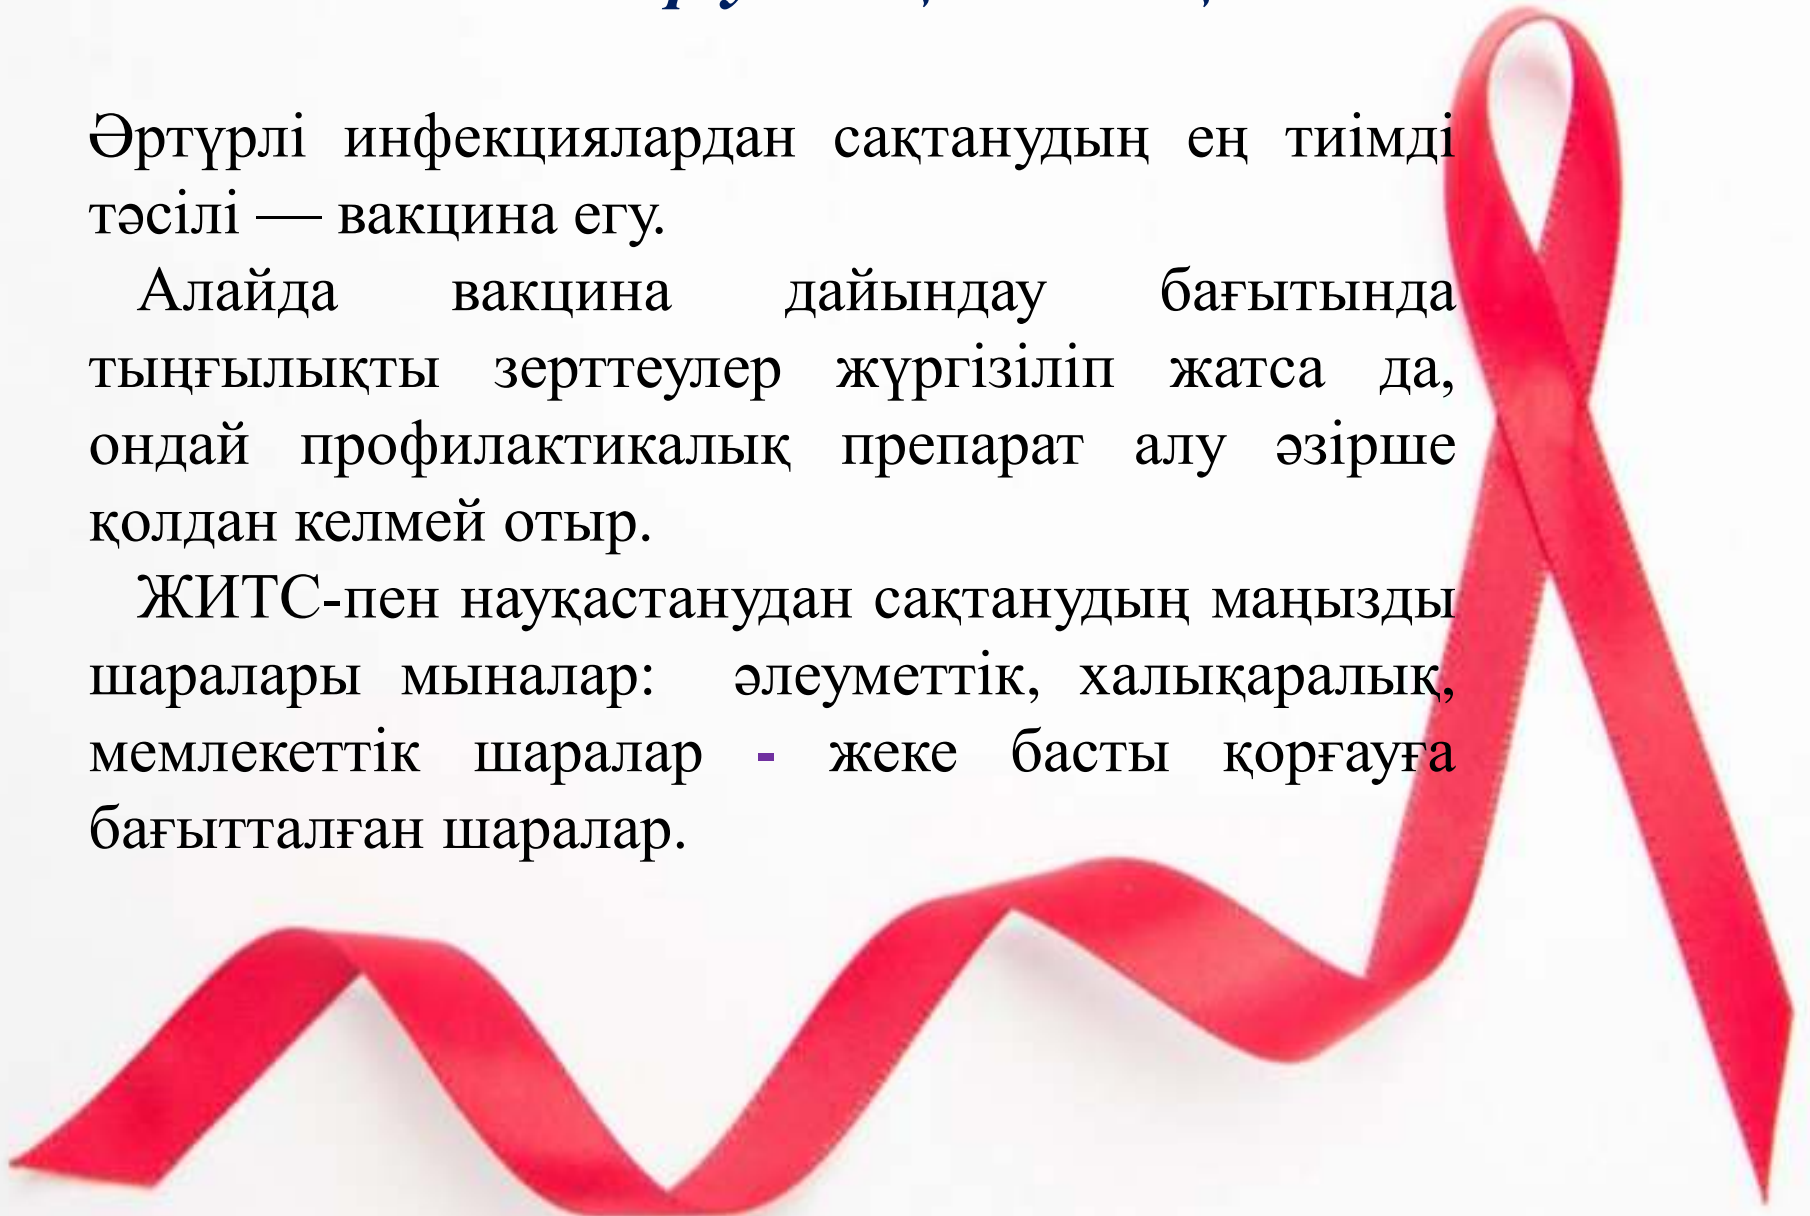 Әртүрлі инфекциялардан сақтанудың ең тиімді
тәсілі — вакцина егу.
Алайда вакцина дайындау бағытында
тыңғылықты зерттеулер жүргізіліп жатса да,
ондай профилактикалық препарат алу әзірше
қолдан келмей отыр.
ЖИТС-пен науқастанудан сақтанудың маңызды
шаралары мыналар: әлеуметтік, халықаралық,
мемлекеттік шаралар - жеке басты қорғауға
бағытталған шаралар.